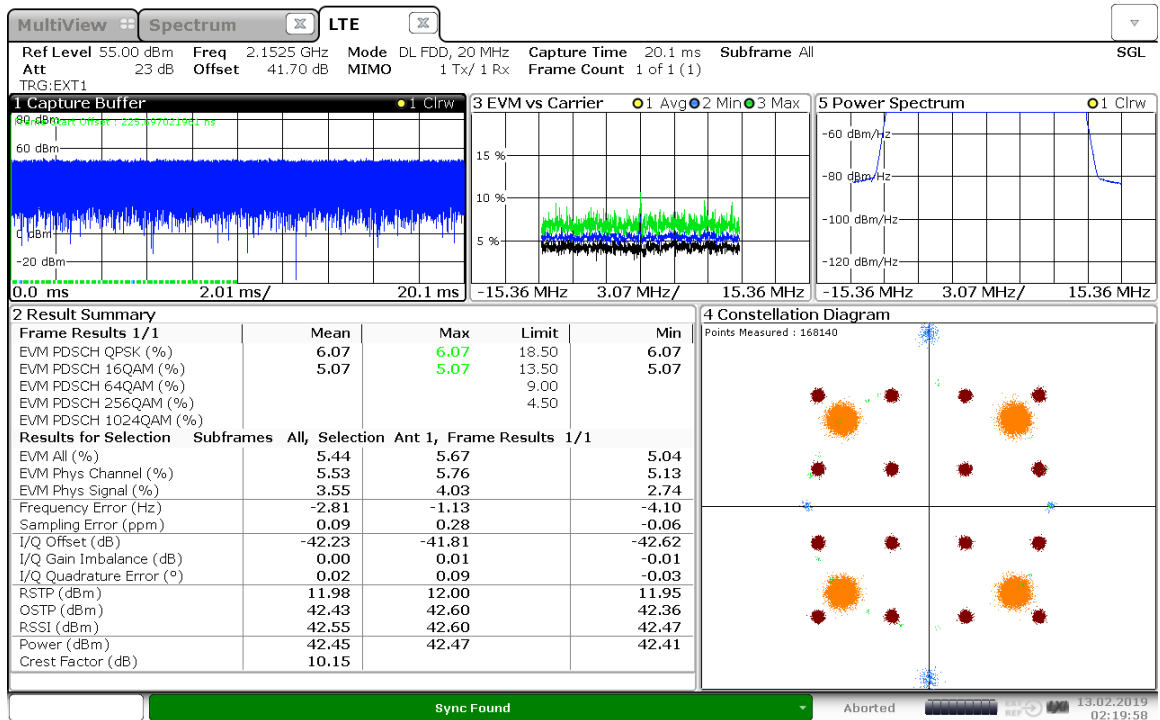 MultiView Spectrum LTE
Ref Level 55.00 dBm Freq 2.1525 GHz Mode DL FDD, 20 MHz Capture Time 20.1 ms Subframe All SGL
Att 23 dB Offset 41.70 dB MIMO 1 Tx/ 1 Rx Frame Count 1 of 1 (1)
TRG:EXT1
1 Capture Buffer 1 Clrw
80 dBm
Frame Start Offset : 225.697021961 ns
60 dBm
0 dBm
-20 dBm
0.0 ms 2.01 ms/ 20.1 ms
3 EVM vs Carrier 1 Avg 2 Min 3 Max
15 %
10 %
5 %
-15.36 MHz 3.07 MHz/ 15.36 MHz
5 Power Spectrum 1 Clrw
-60 dBm/Hz
-80 dBm/Hz
-100 dBm/Hz
-120 dBm/Hz
-15.36 MHz 3.07 MHz/ 15.36 MHz
2 Result Summary
Frame Results 1/1 Mean Max Limit Min
EVM PDSCH QPSK (%) 6.07 6.07 18.50 6.07
EVM PDSCH 16QAM (%) 5.07 5.07 13.50 5.07
EVM PDSCH 64QAM (%) 9.00
EVM PDSCH 256QAM (%) 4.50
EVM PDSCH 1024QAM (%)
Results for Selection Subframes All, Selection Ant 1, Frame Results 1/1
EVM All (%) 5.44 5.67 5.04
EVM Phys Channel (%) 5.53 5.76 5.13
EVM Phys Signal (%) 3.55 4.03 2.74
Frequency Error (Hz) -2.81 -1.13 -4.10
Sampling Error (ppm) 0.09 0.28 -0.06
I/Q Offset (dB) -42.23 -41.81 -42.62
I/Q Gain Imbalance (dB) 0.00 0.01 -0.01
I/Q Quadrature Error (°) 0.02 0.09 -0.03
RSTP (dBm) 11.98 12.00 11.95
OSTP (dBm) 42.43 42.60 42.36
RSSI (dBm) 42.55 42.60 42.47
Power (dBm) 42.45 42.47 42.41
Crest Factor (dB) 10.15
4 Constellation Diagram
Points Measured : 168140
Sync Found Aborted EXT REF 13.02.2019
02:19:58